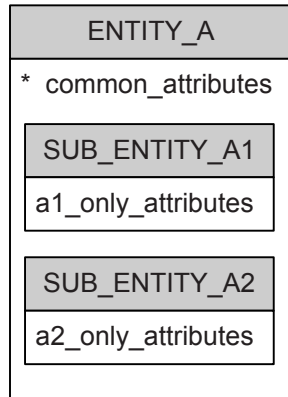 ENTITY_A
* common_attributes
SUB_ENTITY_A1
a1_only_attributes
SUB_ENTITY_A2
a2_only_attributes